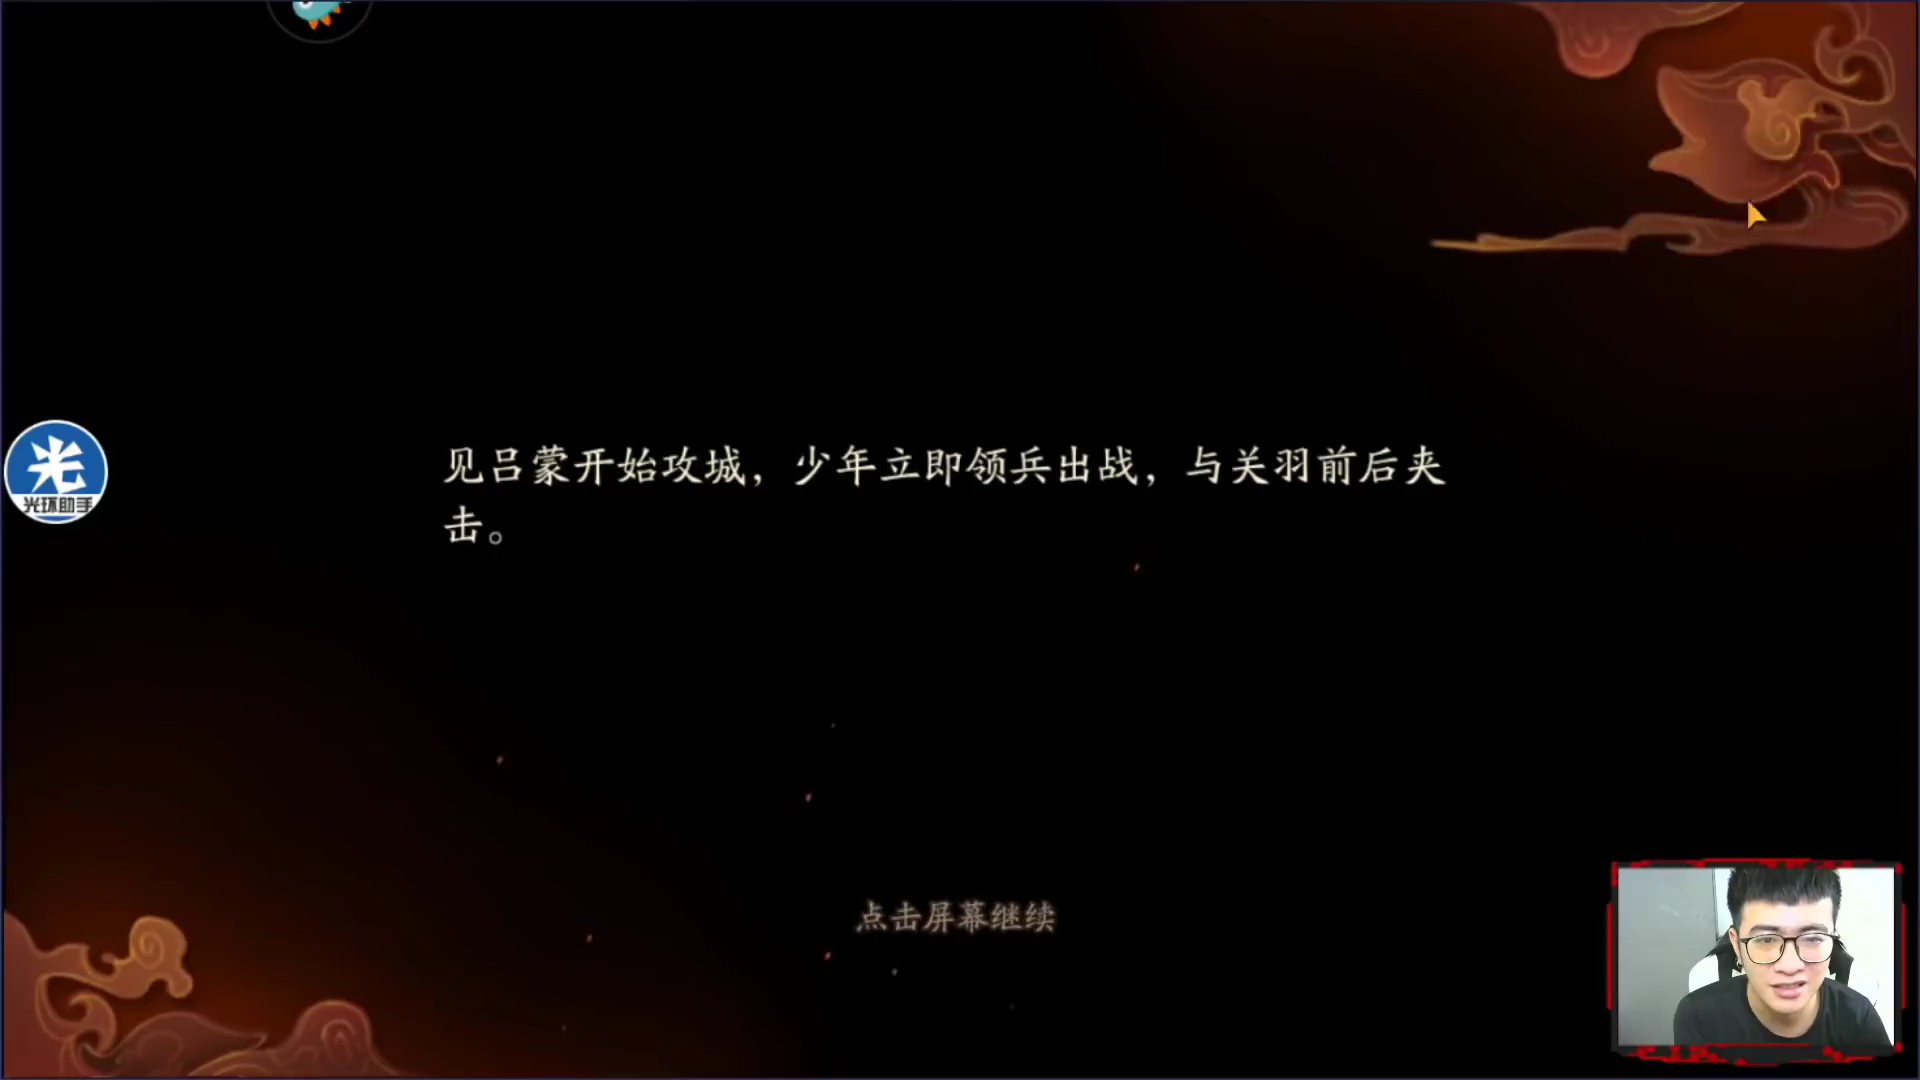 光
光环助手
见吕蒙开始攻城，少年立即领兵出战，与关羽前后夹
击。
点击屏幕继续